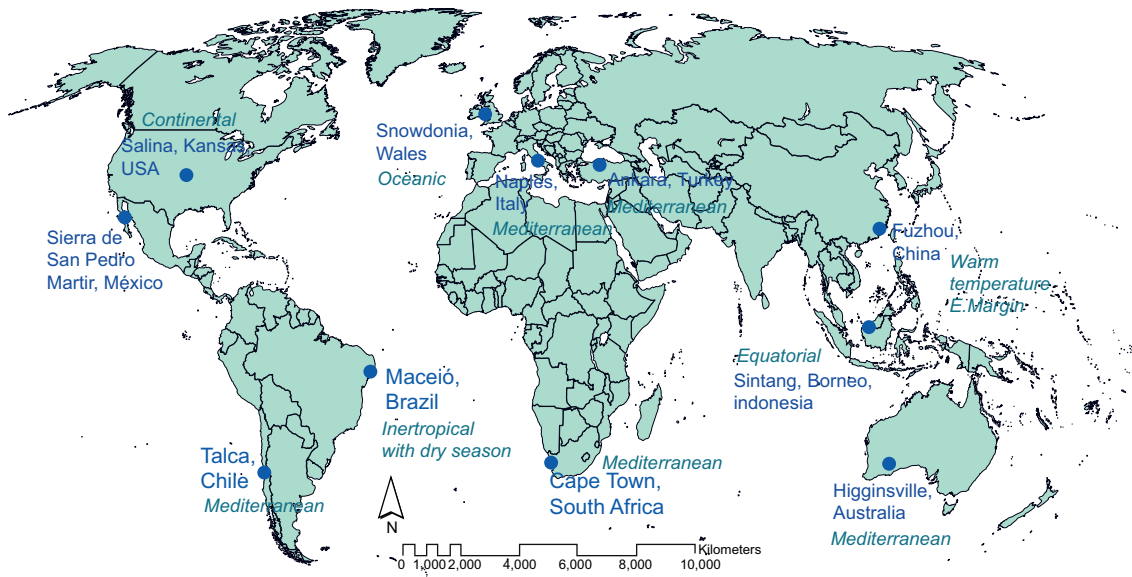 Continental
Salina, Kansas,
USA
Snowdonia,
Wales
Oceanic
Naples,
Italy
Mediterranean
Ankara, Turkey
Mediterranean
Fuzhou,
China
Warm
temperature
E.Margin
Sierra de
San Pedro
Martir, México
Equatorial
Sintang, Borneo,
indonesia
Maceió,
Brazil
Inertropical
with dry season
Talca,
Chile
Mediterranean
Mediterranean
Cape Town,
South Africa
Higginsville,
Australia
Mediterranean
N
Kilometers
0 1,000 2,000 4,000 6,000 8,000 10,000